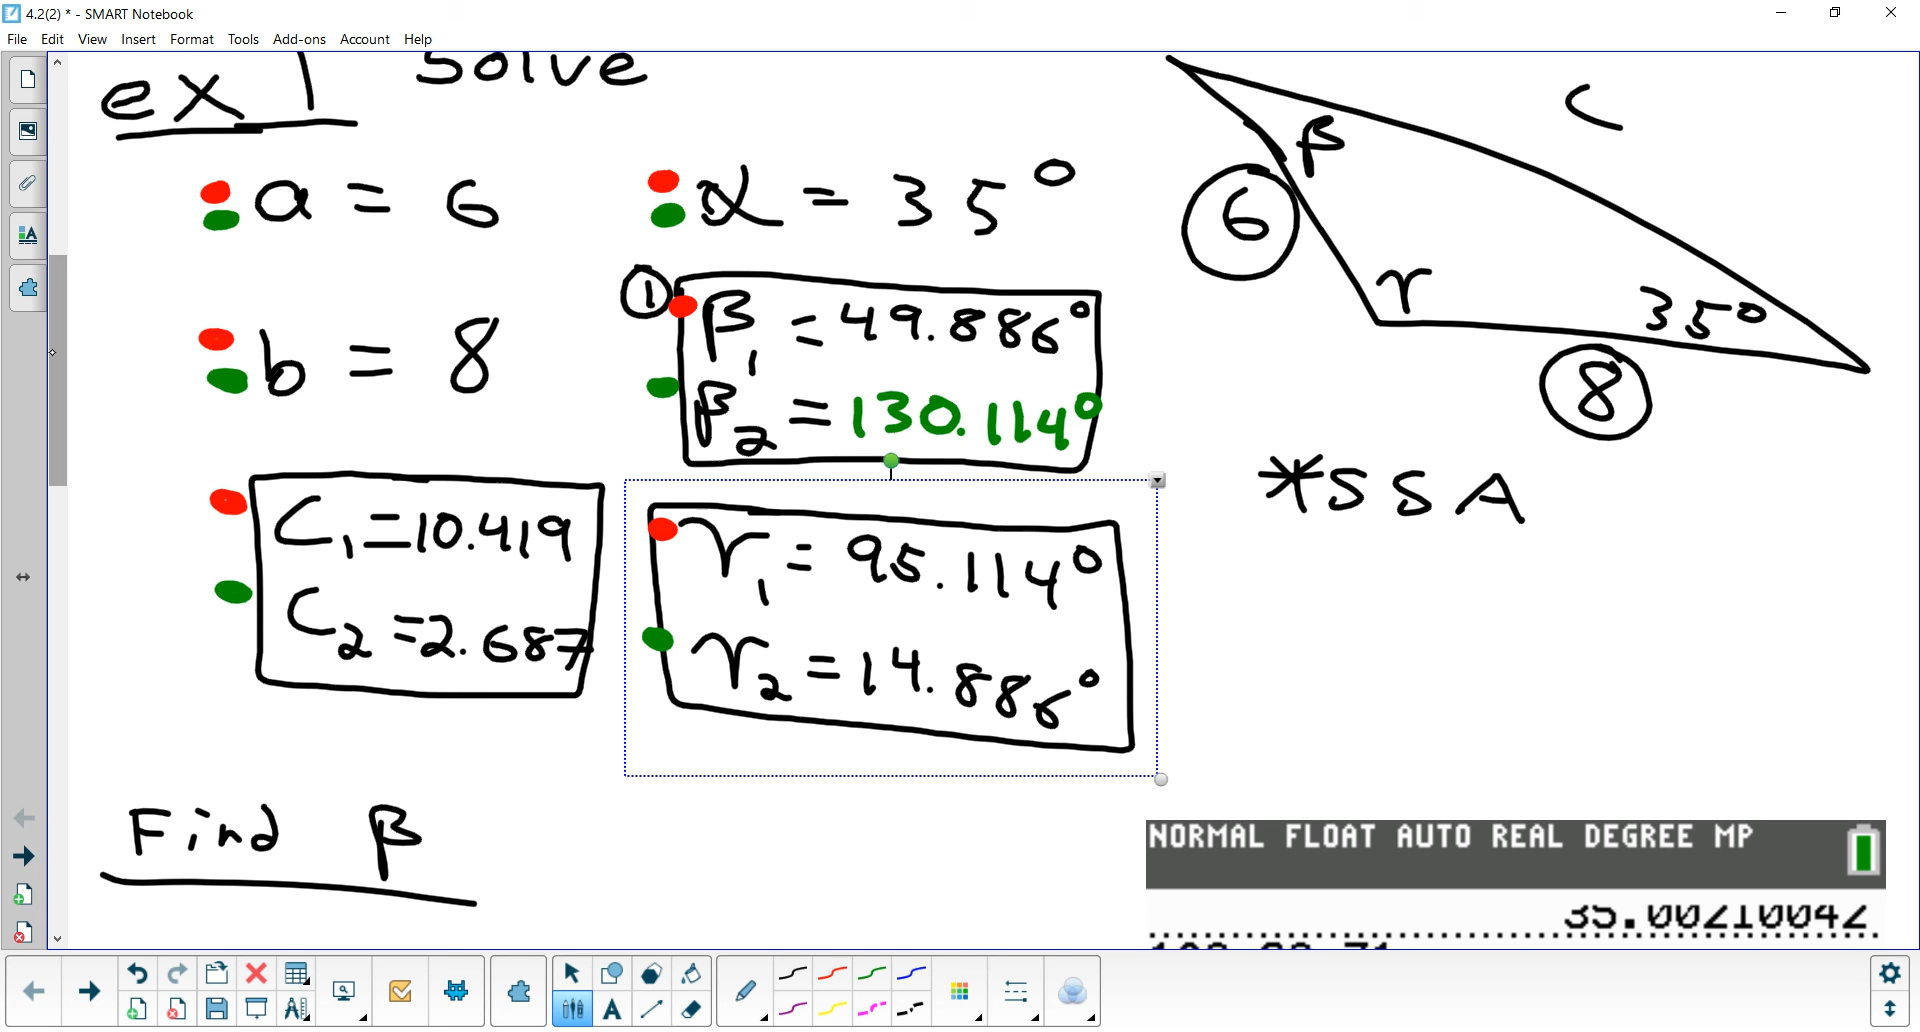 4.2(2) * - SMART Notebook
File Edit View Insert Format Tools Add-ons Account Help
ex 1 Solve
a = 6
α = 35°
b = 8
①
β₁ = 49.886°
β₂ = 130.114°
C₁ = 10.419
C₂ = 2.687
γ₁ = 95.114°
γ₂ = 14.886°
C
β
6
γ
35°
8
*SSA
Find β
NORMAL FLOAT AUTO REAL DEGREE MP
35.00210042